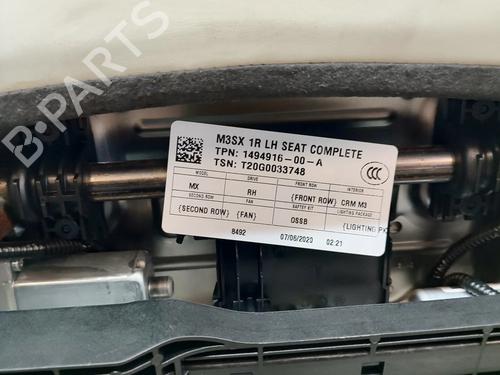 M3SX 1R LH SEAT COMPLETE
TPN: 1494916-00-A
TSN: T20G0033748
MODEL DRIVE FRONT ROW INTERIOR
MX RH {FRONT ROW} CRM M3
SECOND ROW SAFETY KIT LIGHTING PACKAGE
{SECOND ROW} {FAN} OSSB {LIGHTING PK
8492 07/06/2020 02:21
CCC
B-PARTS